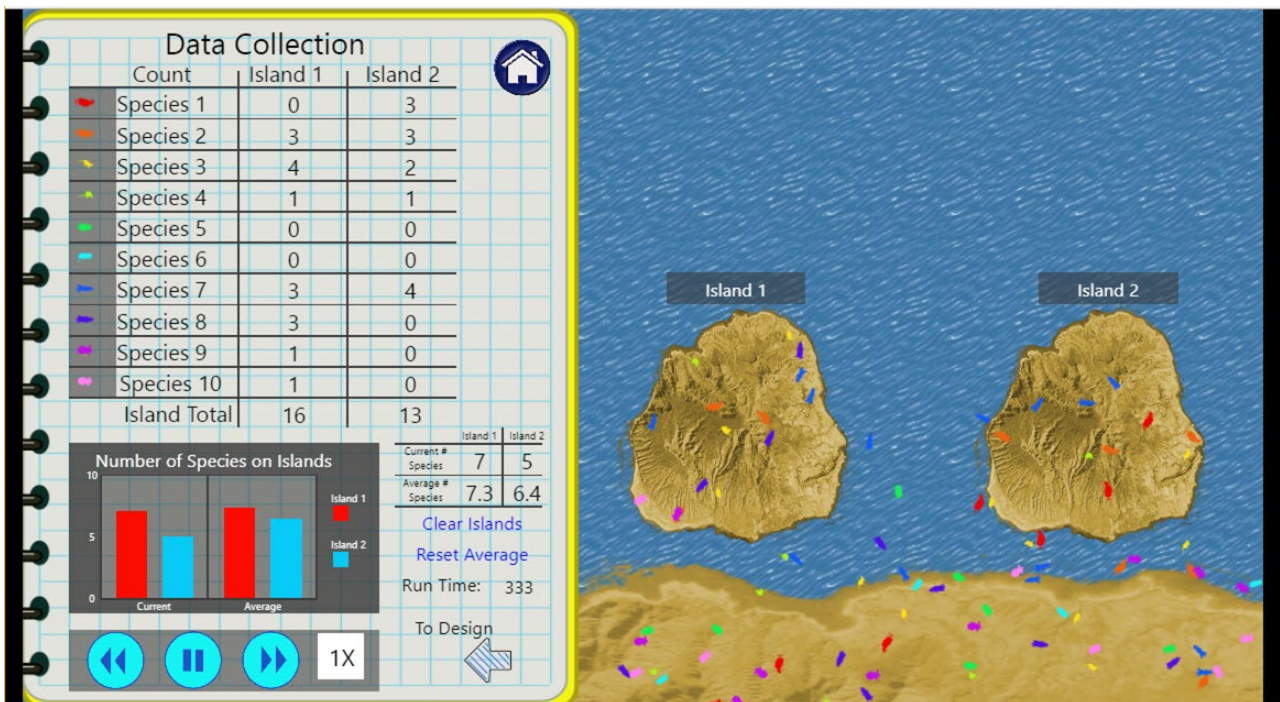 Data Collection
Count Island 1 Island 2
Species 1 0 3
Species 2 3 3
Species 3 4 2
Species 4 1 1
Species 5 0 0
Species 6 0 0
Species 7 3 4
Species 8 3 0
Species 9 1 0
Species 10 1 0
Island Total 16 13
Island 1 Island 2
Current # Species 7 5
Average # Species 7.3 6.4
Number of Species on Islands
10
5
0
Current Average
Island 1
Island 2
Clear Islands
Reset Average
Run Time: 333
To Design
1X
Island 1
Island 2